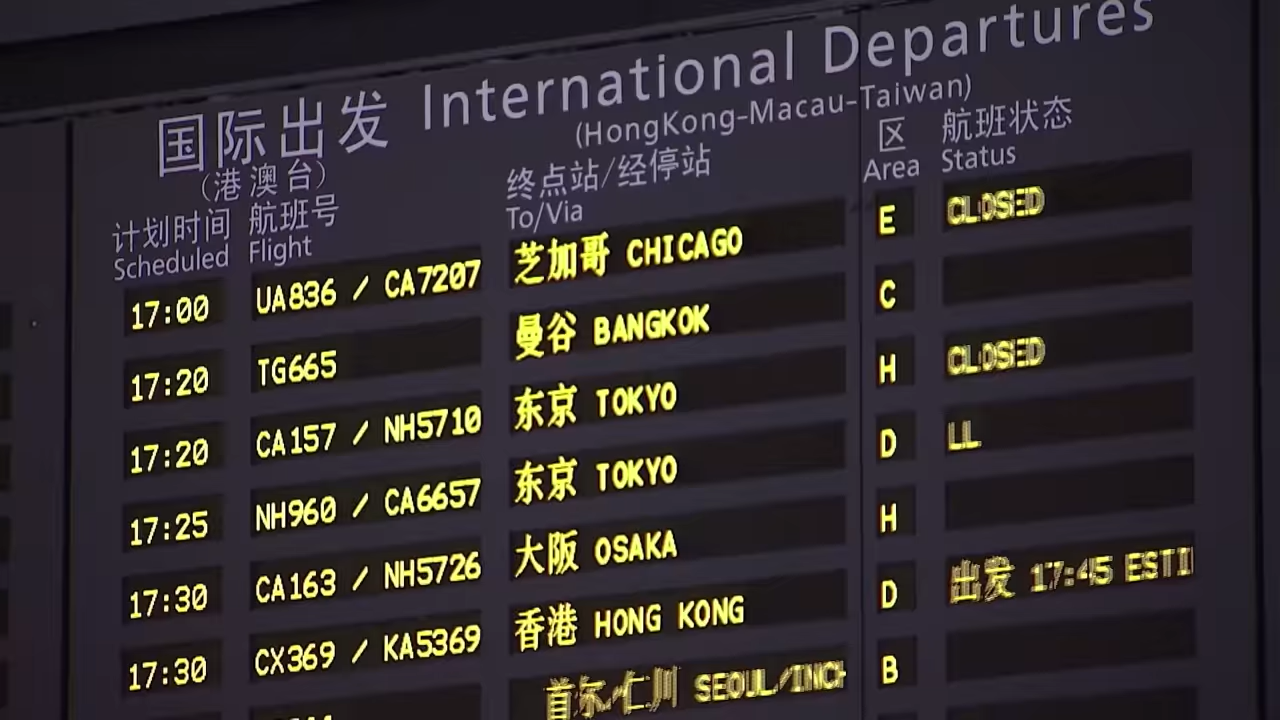 国际出发 International Departures
(港澳台) (HongKong-Macau-Taiwan)
计划时间 航班号 终点站/经停站 区 航班状态
Scheduled Flight To/Via Area Status
17:00 UA836 / CA7207 芝加哥 CHICAGO E CLOSED
17:20 TG665 曼谷 BANGKOK C
17:20 CA157 / NH5710 东京 TOKYO H CLOSED
17:25 NH960 / CA6657 东京 TOKYO D LL
17:30 CA163 / NH5726 大阪 OSAKA H
17:30 CX369 / KA5369 香港 HONG KONG D 出发 17:45 ESTI
首尔/仁川 SEOUL/INCH B